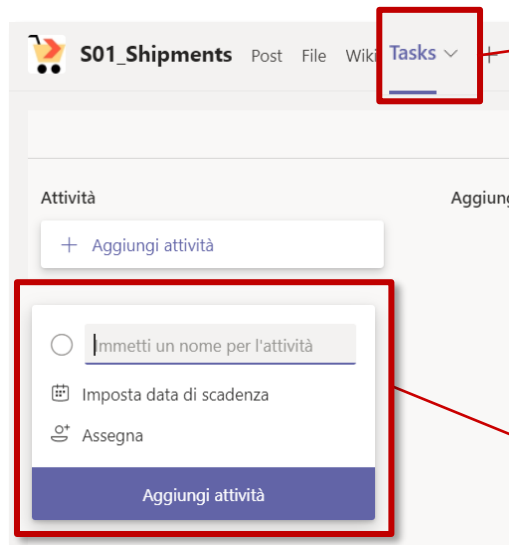 S01_Shipments Post File Wiki Tasks +
Attività
Aggiung
+ Aggiungi attività
Immetti un nome per l'attività
Imposta data di scadenza
Assegna
Aggiungi attività